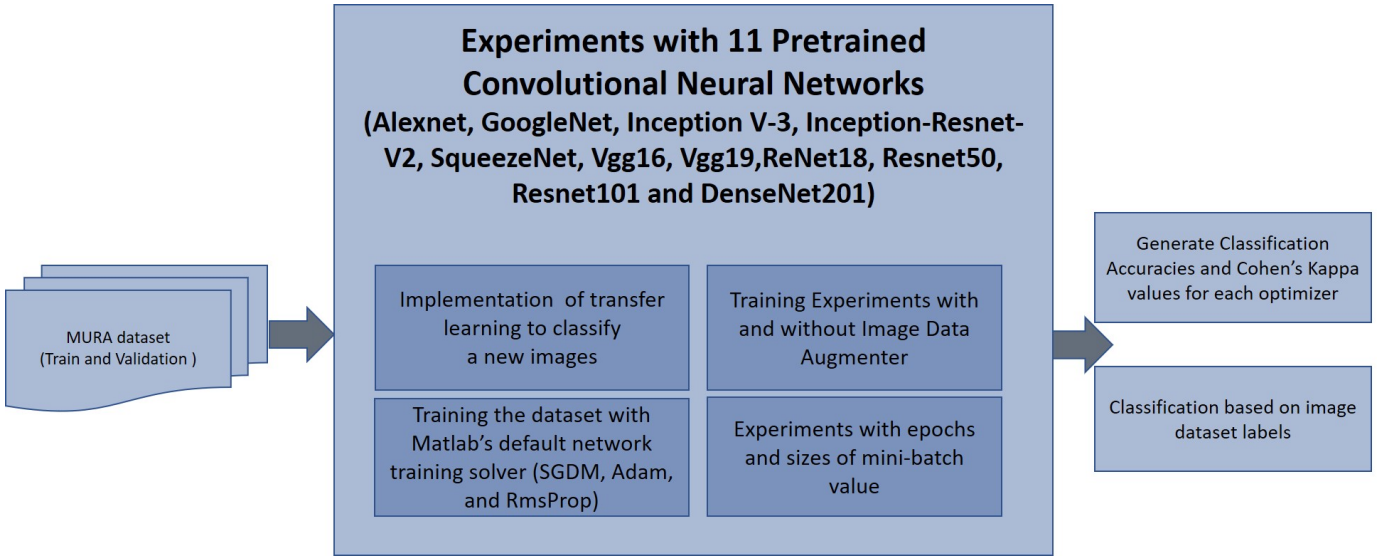 Experiments with 11 Pretrained
Convolutional Neural Networks
(Alexnet, GoogleNet, Inception V-3, Inception-Resnet-
V2, SqueezeNet, Vgg16, Vgg19,ReNet18, Resnet50,
Resnet101 and DenseNet201)
MURA dataset
(Train and Validation )
Implementation of transfer
learning to classify
a new images
Training Experiments with
and without Image Data
Augmenter
Training the dataset with
Matlab's default network
training solver (SGDM, Adam,
and RmsProp)
Experiments with epochs
and sizes of mini-batch
value
Generate Classification
Accuracies and Cohen's Kappa
values for each optimizer
Classification based on image
dataset labels